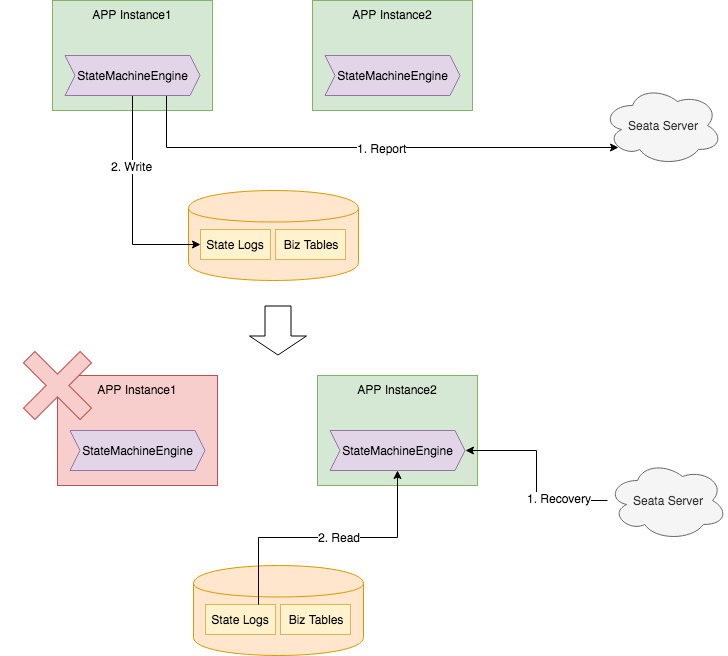 APP Instance1
APP Instance2
StateMachineEngine
StateMachineEngine
Seata Server
1. Report
2. Write
State Logs
Biz Tables
APP Instance1
APP Instance2
StateMachineEngine
StateMachineEngine
1. Recovery
Seata Server
2. Read
State Logs
Biz Tables